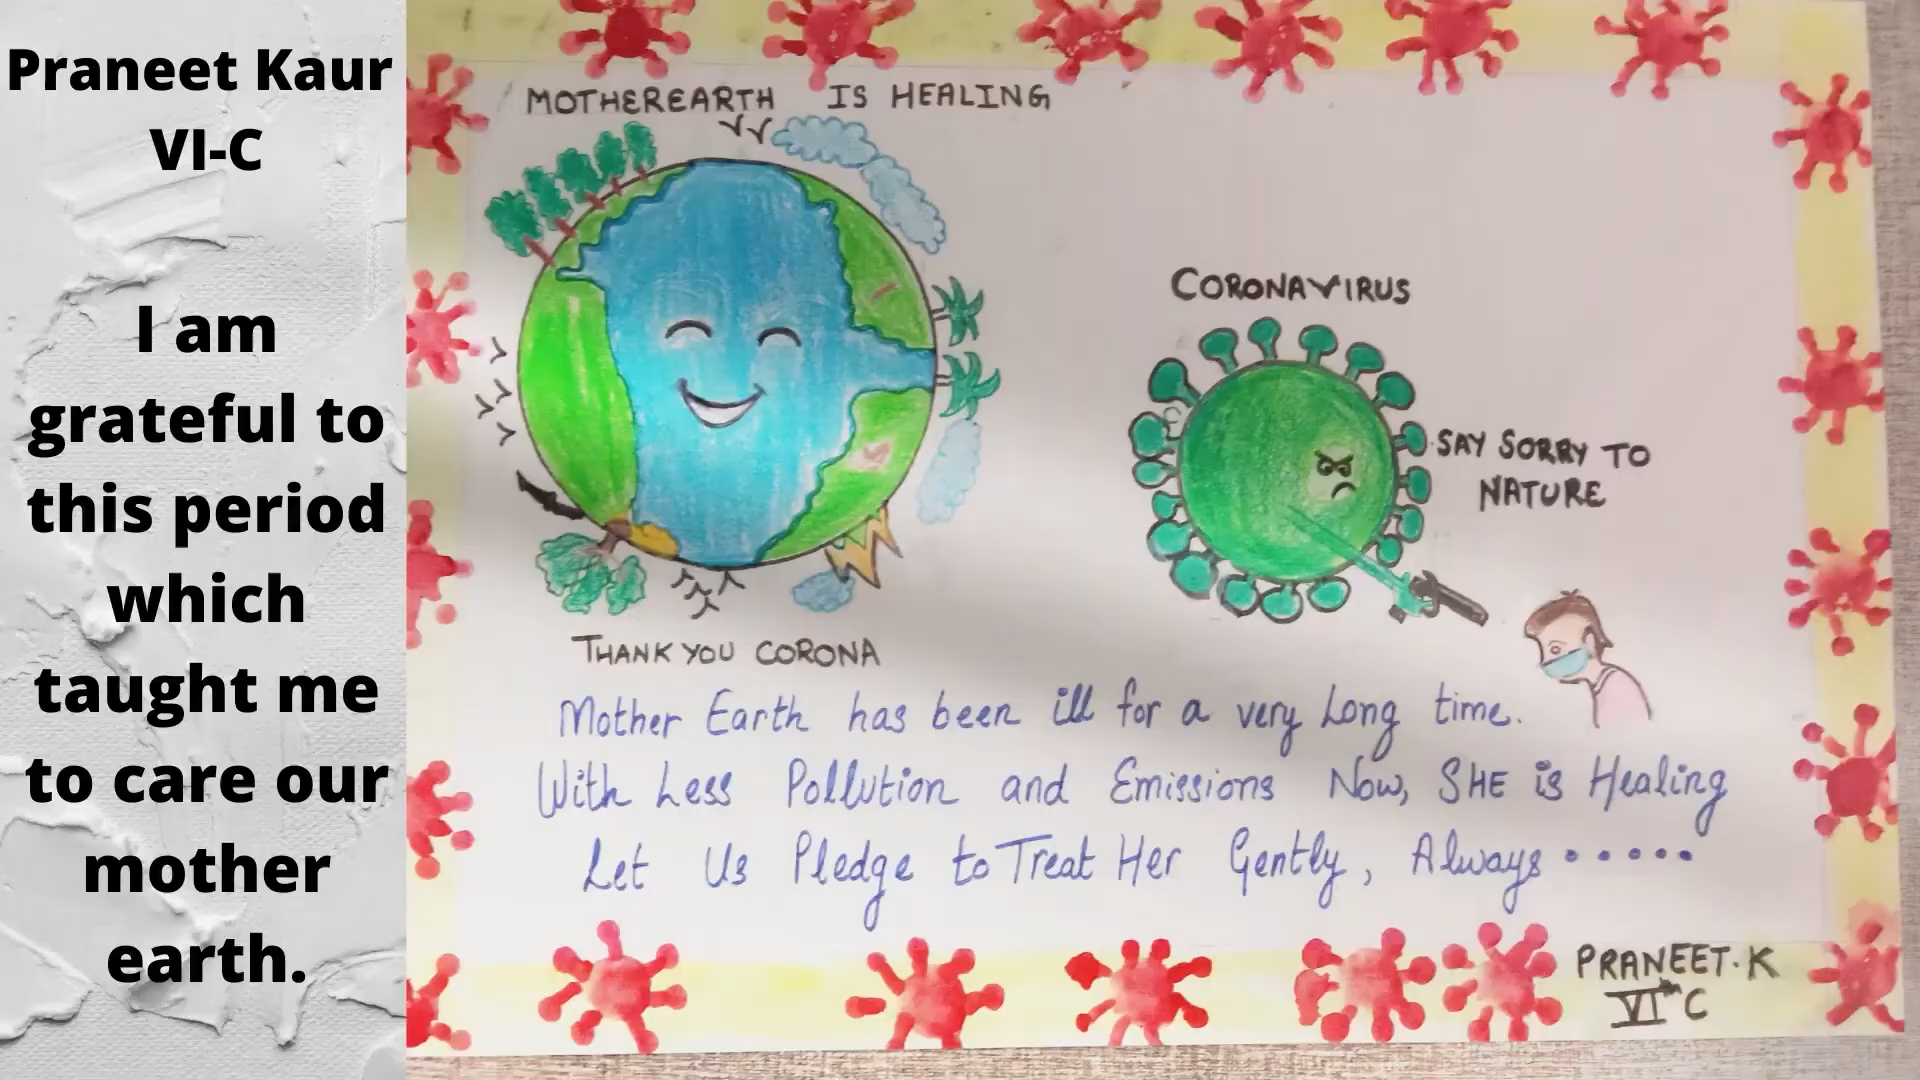 Praneet Kaur
VI-C
I am
grateful to
this period
which
taught me
to care our
mother
earth.
MOTHEREARTH IS HEALING
CORONAVIRUS
SAY SORRY TO
NATURE
THANK YOU CORONA
Mother Earth has been ill for a very Long time.
With Less Pollution and Emissions Now, SHE is Healing
Let Us Pledge to Treat Her Gently, Always .....
PRANEET.K
VIth C